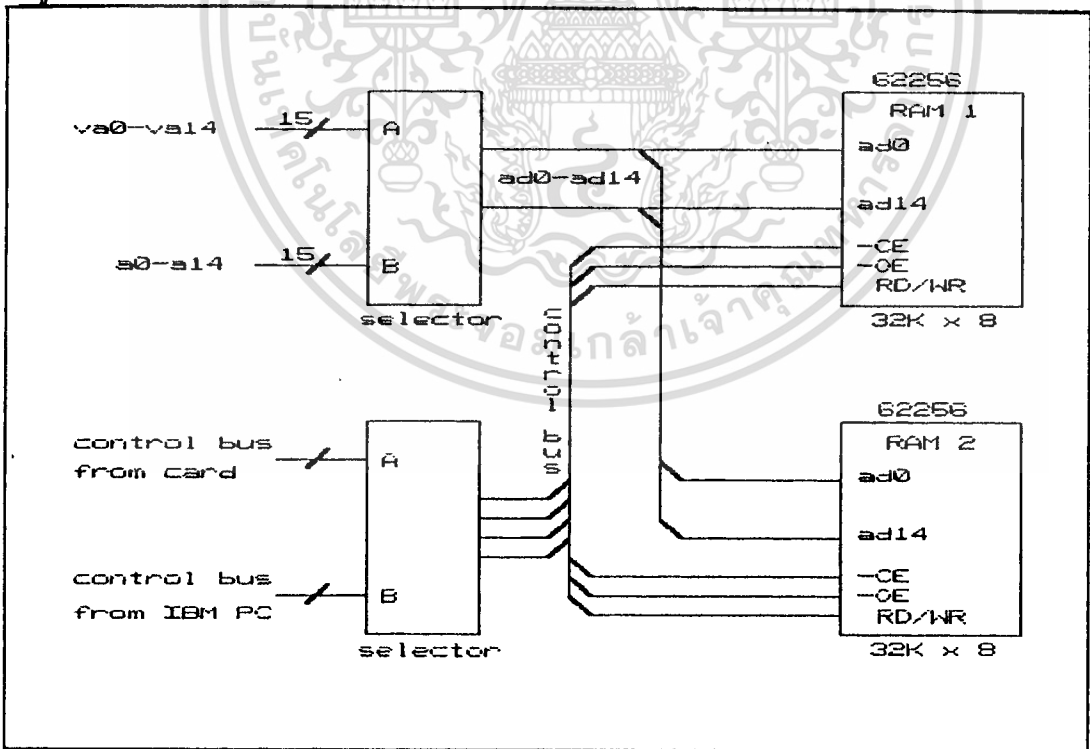 62256
RAM 1
va0-va14
15
A
ad0
ad0-ad14
ad14
a0-a14
15
B
-CE
-OE
RD/WR
selector
32K x 8
control bus
62256
RAM 2
control bus
from card
A
ad0
ad14
control bus
from IBM PC
B
-CE
-OE
RD/WR
selector
32K x 8